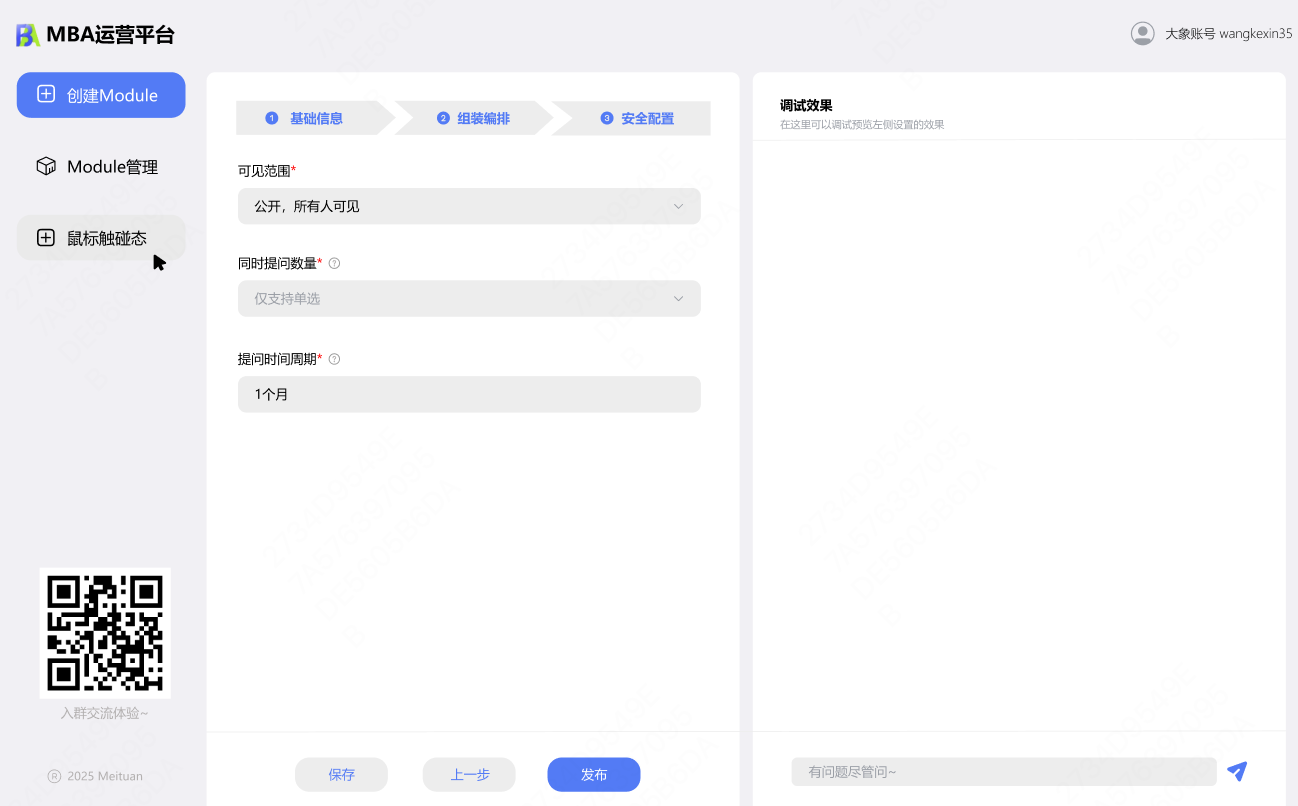 MBA运营平台
大象账号 wangkexin35
创建Module
Module管理
鼠标触碰态
入群交流体验~
® 2025 Meituan
1 基础信息
2 组装编排
3 安全配置
可见范围*
公开，所有人可见
同时提问数量* ?
仅支持单选
提问时间周期* ?
1个月
保存
上一步
发布
调试效果
在这里可以调试预览左侧设置的效果
有问题尽管问~